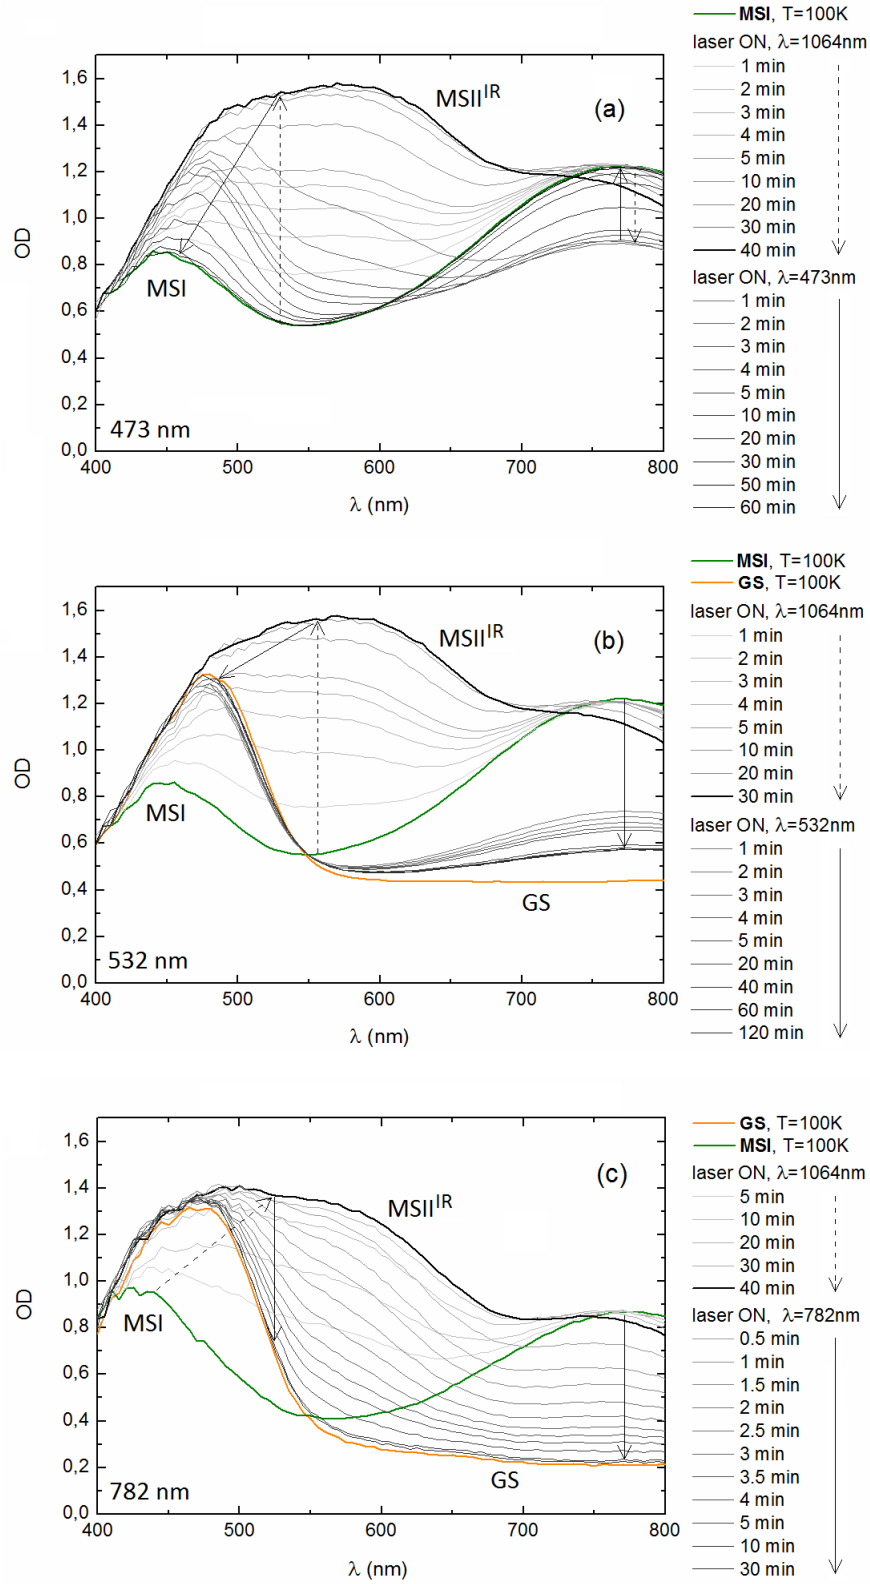 MSI, T=100K
laser ON, λ=1064nm
1 min
2 min
3 min
4 min
5 min
10 min
20 min
30 min
40 min
laser ON, λ=473nm
1 min
2 min
3 min
4 min
5 min
10 min
20 min
30 min
50 min
60 min
1,6
1,4
1,2
1,0
0,8
0,6
0,4
0,2
0,0
OD
MSII^IR
(a)
MSI
473 nm
400
500
600
700
800
λ (nm)
MSI, T=100K
GS, T=100K
laser ON, λ=1064nm
1 min
2 min
3 min
4 min
5 min
10 min
20 min
30 min
laser ON, λ=532nm
1 min
2 min
3 min
4 min
5 min
20 min
40 min
60 min
120 min
1,6
1,4
1,2
1,0
0,8
0,6
0,4
0,2
0,0
OD
MSII^IR
(b)
MSI
GS
532 nm
400
500
600
700
800
λ (nm)
GS, T=100K
MSI, T=100K
laser ON, λ=1064nm
5 min
10 min
20 min
30 min
40 min
laser ON, λ=782nm
0.5 min
1 min
1.5 min
2 min
2.5 min
3 min
3.5 min
4 min
5 min
10 min
30 min
1,6
1,4
1,2
1,0
0,8
0,6
0,4
0,2
0,0
OD
(c)
MSII^IR
MSI
GS
782 nm
400
500
600
700
800
λ (nm)